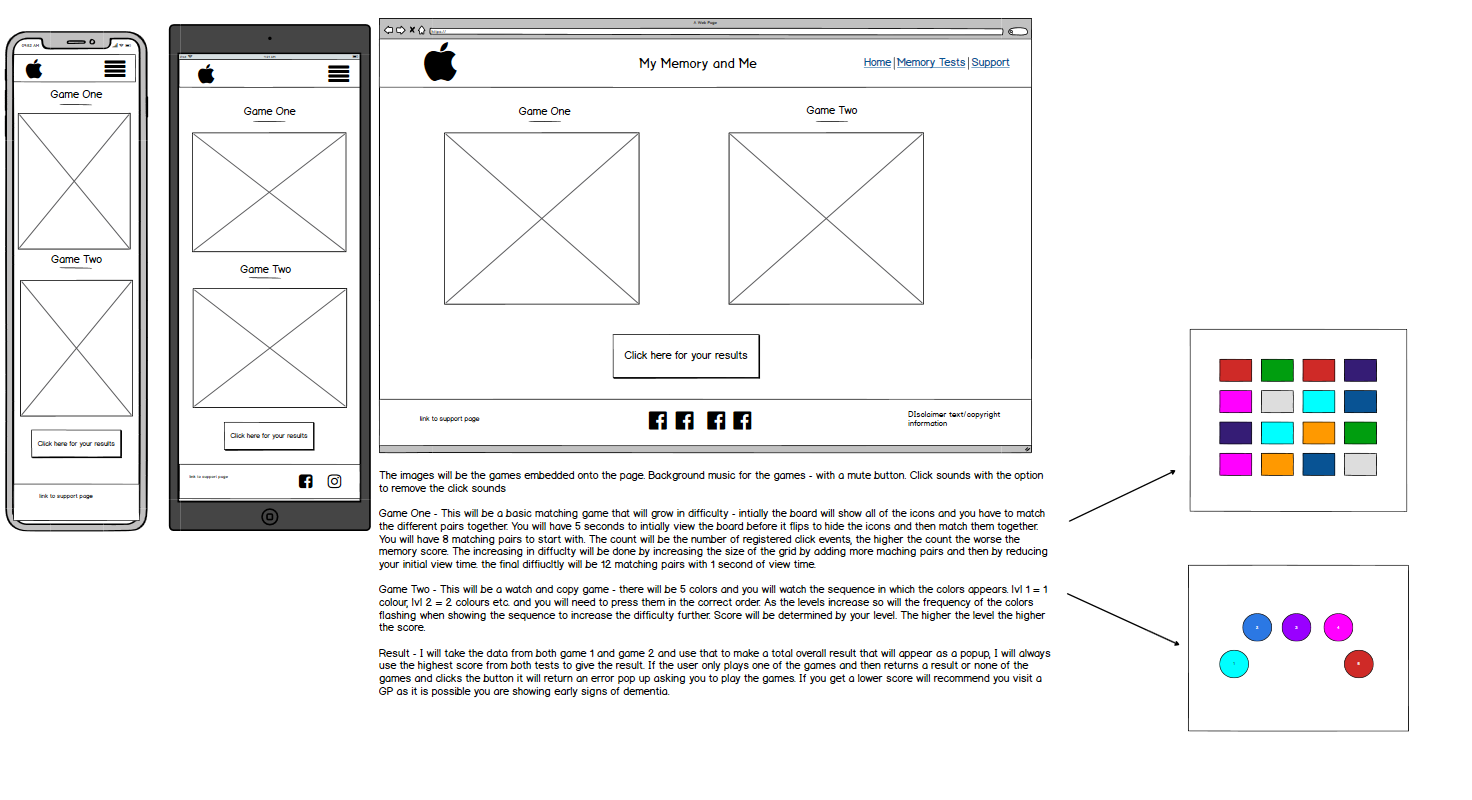 09:02 AM
Game One
Game Two
Click here for your results
link to support page
Game One
Game Two
Click here for your results
link to support page
A Web Page
https://
My Memory and Me
Home | Memory Tests | Support
Game One
Game Two
Click here for your results
link to support page
DIsclaimer text/copyright
information
The images will be the games embedded onto the page. Background music for the games - with a mute button. Click sounds with the option
to remove the click sounds
Game One - This will be a basic matching game that will grow in difficulty - intially the board will show all of the icons and you have to match
the different pairs together. You will have 5 seconds to intially view the board before it flips to hide the icons and then match them together.
You will have 8 matching pairs to start with. The count will be the number of registered click events, the higher the count the worse the
memory score. The increasing in diffuclty will be done by increasing the size of the grid by adding more maching pairs and then by reducing
your initial view time. the final diffiuclty will be 12 matching pairs with 1 second of view time.
Game Two - This will be a watch and copy game - there will be 5 colors and you will watch the sequence in which the colors appears. lvl 1 = 1
colour, lvl 2 = 2 colours etc. and you will need to press them in the correct order. As the levels increase so will the frequency of the colors
flashing when showing the sequence to increase the difficulty further. Score will be determined by your level. The higher the level the higher
the score.
Result - I will take the data from both game 1 and game 2 and use that to make a total overall result that will appear as a popup, I will always
use the highest score from both tests to give the result. If the user only plays one of the games and then returns a result or none of the
games and clicks the button it will return an error pop up asking you to play the games. If you get a lower score will recommend you visit a
GP as it is possible you are showing early signs of dementia.
2 3 4
1 5